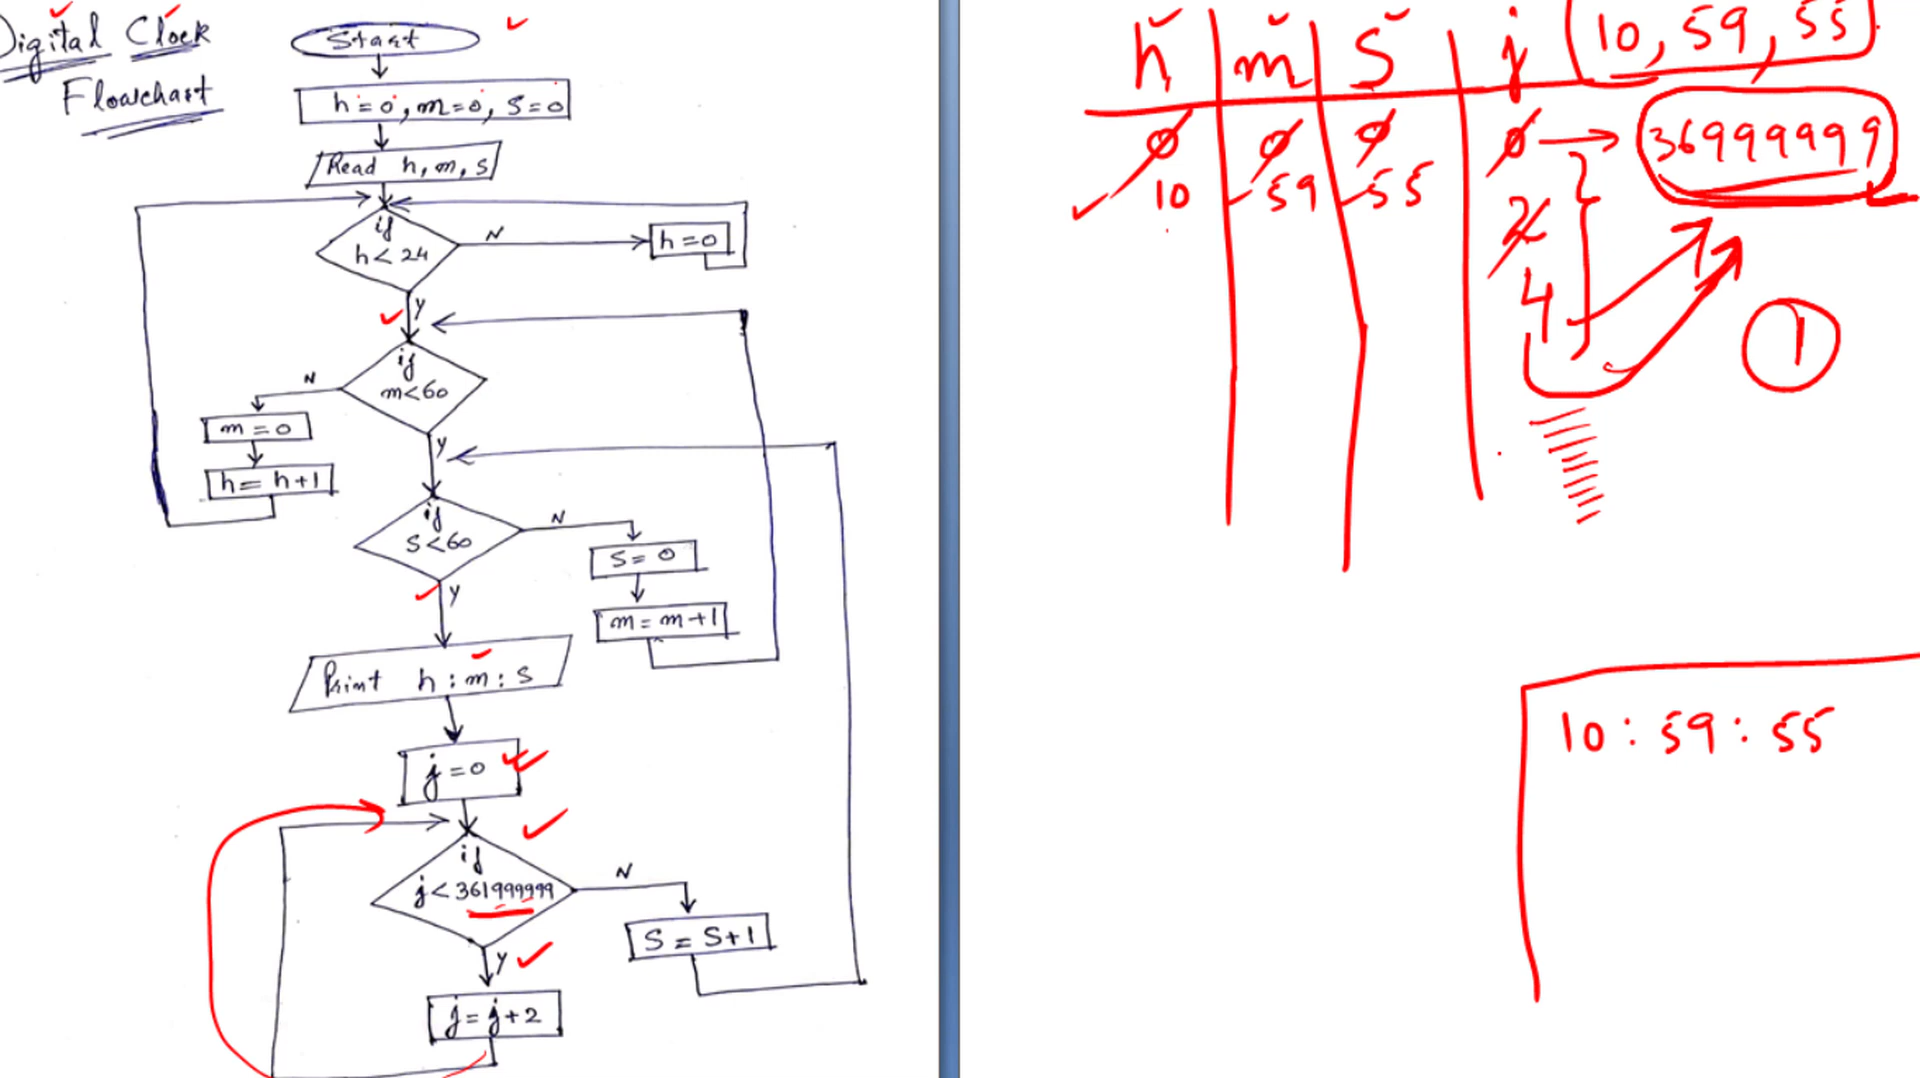 Digital Clock
Flowchart
Start
h=0, m=0, s=0
Read h, m, s
if
h<24
N
h=0
Y
if
m<60
N
m=0
h=h+1
Y
if
S<60
N
S=0
m=m+1
Y
Print h:m:s
j=0
if
j<361999999
N
S=S+1
Y
j=j+2
h m S j 10, 59, 55
0 0 0 0 36999999
10 59 55
2
4
1
10:59:55